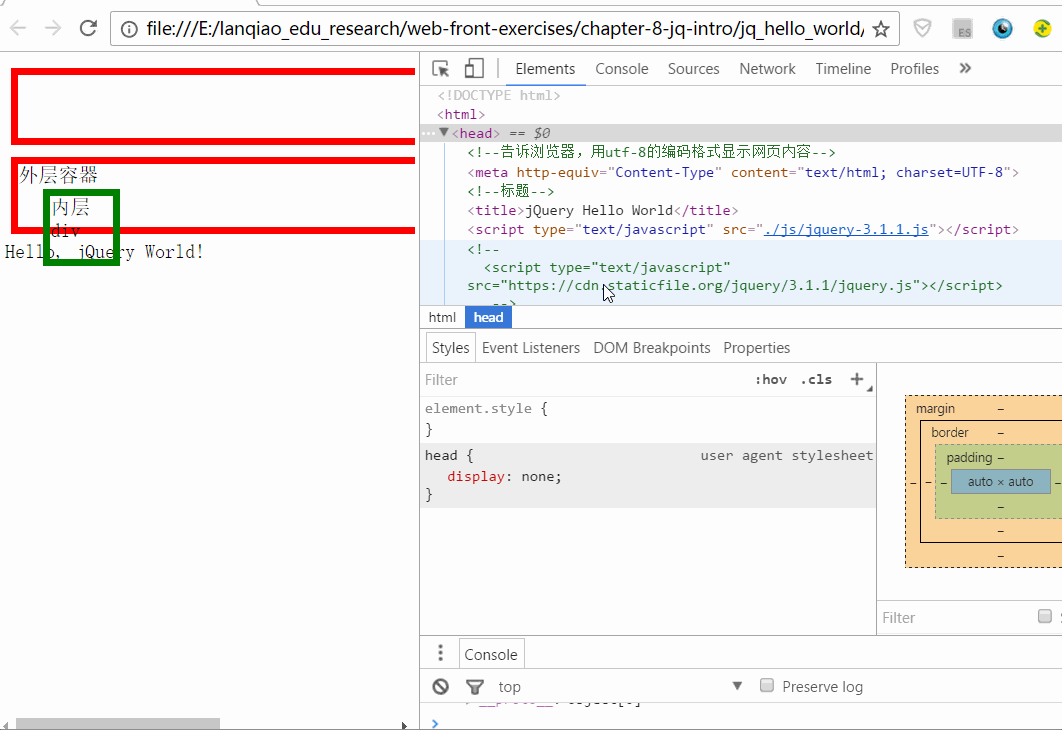 file:///E:/lanqiao_edu_research/web-front-exercises/chapter-8-jq-intro/jq_hello_world/
ES
外层容器
内层
div
Hello, jQuery World!
Elements Console Sources Network Timeline Profiles »
<!DOCTYPE html>
<html>
... ▼<head> == $0
<!--告诉浏览器，用utf-8的编码格式显示网页内容-->
<meta http-equiv="Content-Type" content="text/html; charset=UTF-8">
<!--标题-->
<title>jQuery Hello World</title>
<script type="text/javascript" src="./js/jquery-3.1.1.js"></script>
<!--
<script type="text/javascript"
src="https://cdn.staticfile.org/jquery/3.1.1/jquery.js"></script>
-->
html head
Styles Event Listeners DOM Breakpoints Properties
Filter :hov .cls +
element.style {
}
head { user agent stylesheet
display: none;
}
margin –
border –
padding –
– – – auto × auto –
–
–
–
Filter
Console
top ▼ Preserve log
__proto__: Object[0]
>